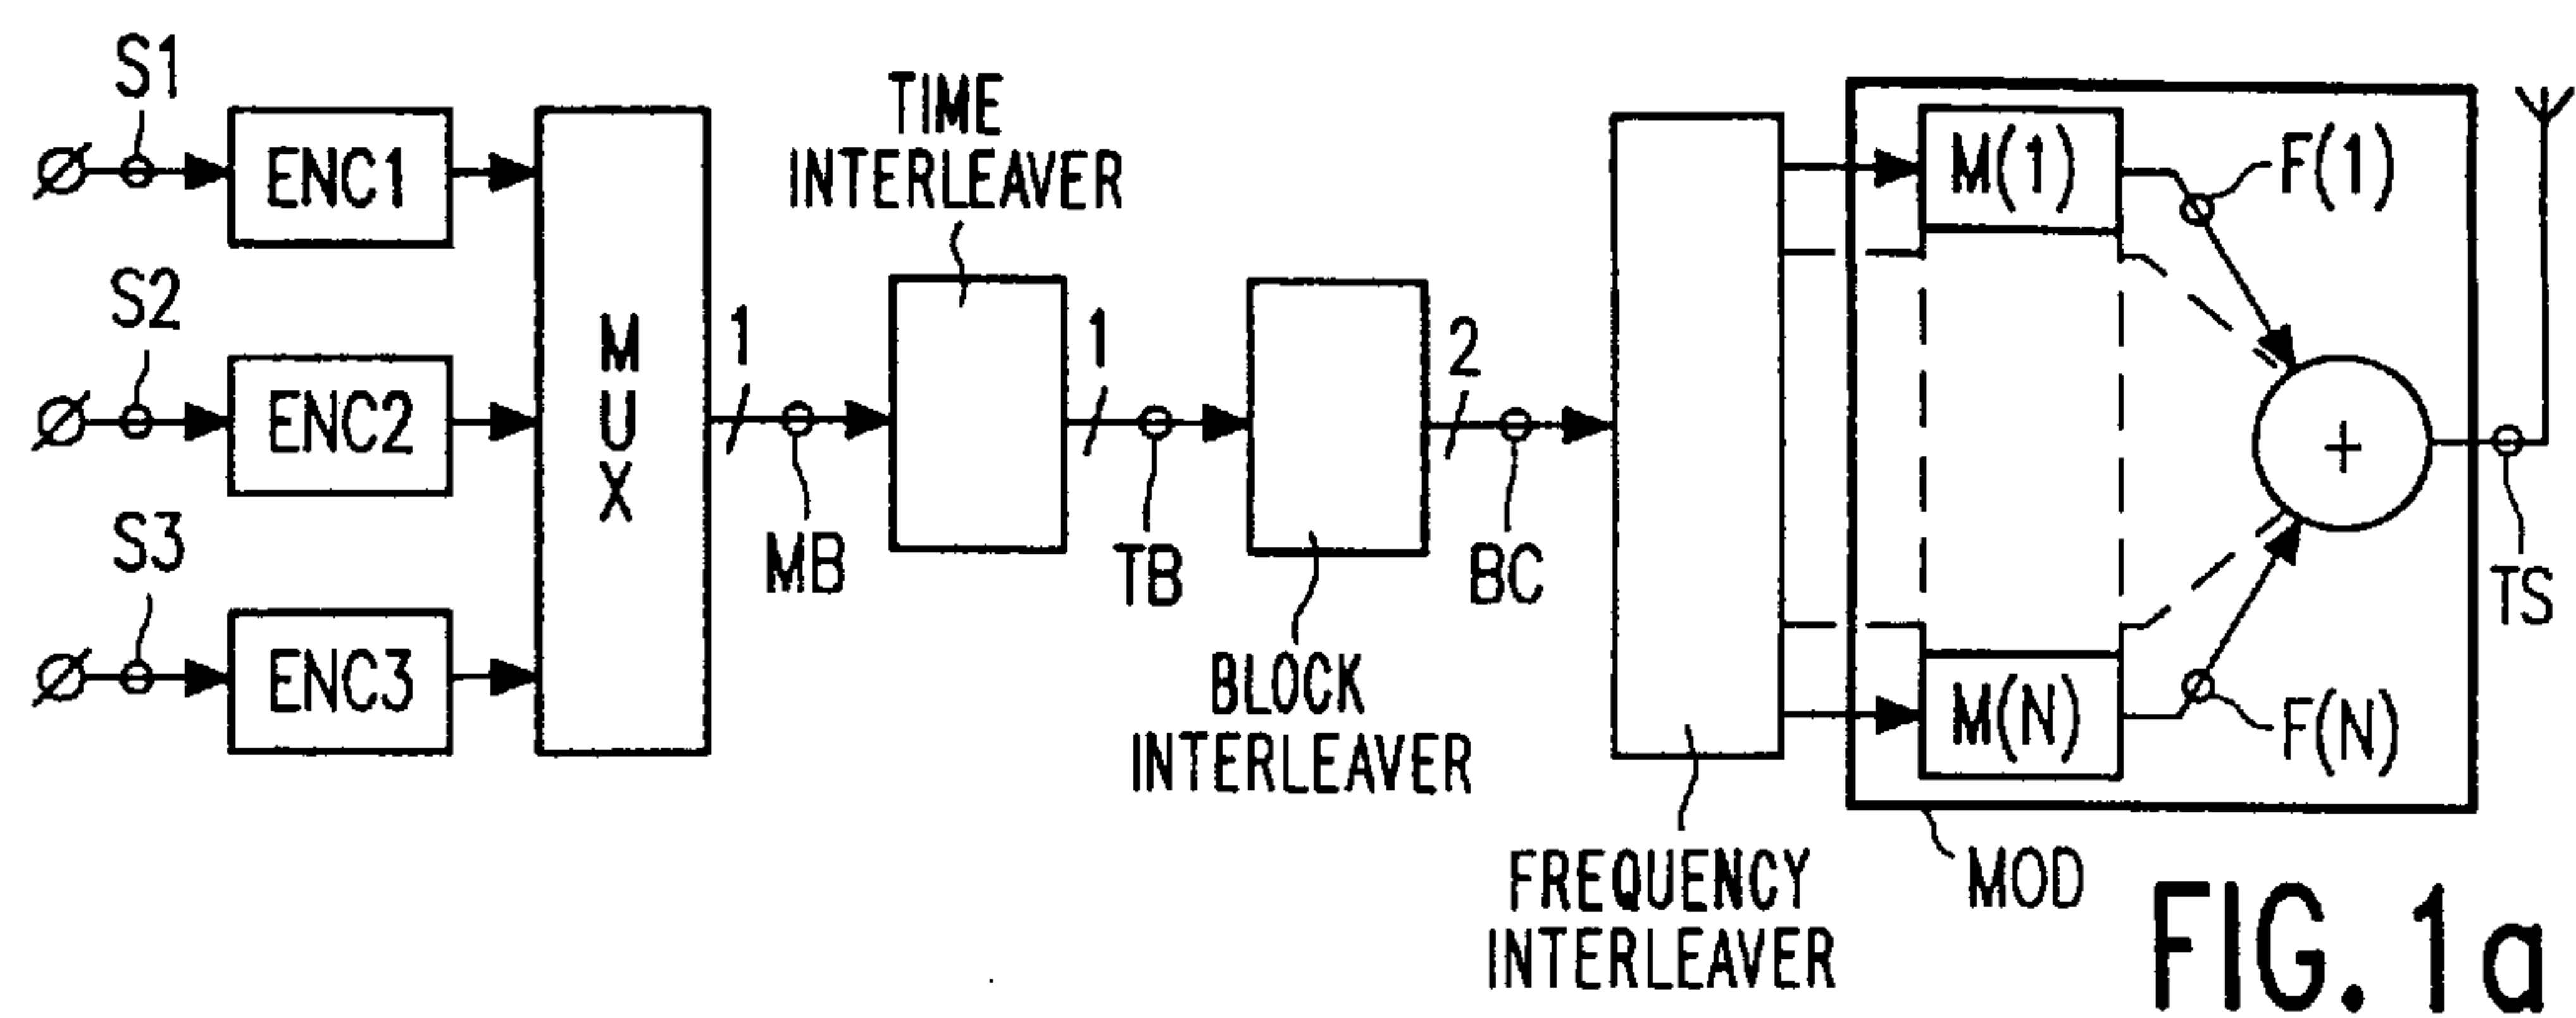 S1
ENC1
S2
ENC2
S3
ENC3
M
U
X
1
MB
TIME
INTERLEAVER
1
TB
BLOCK
INTERLEAVER
2
BC
FREQUENCY
INTERLEAVER
M(1)
F(1)
+
M(N)
F(N)
MOD
TS
FIG. 1a